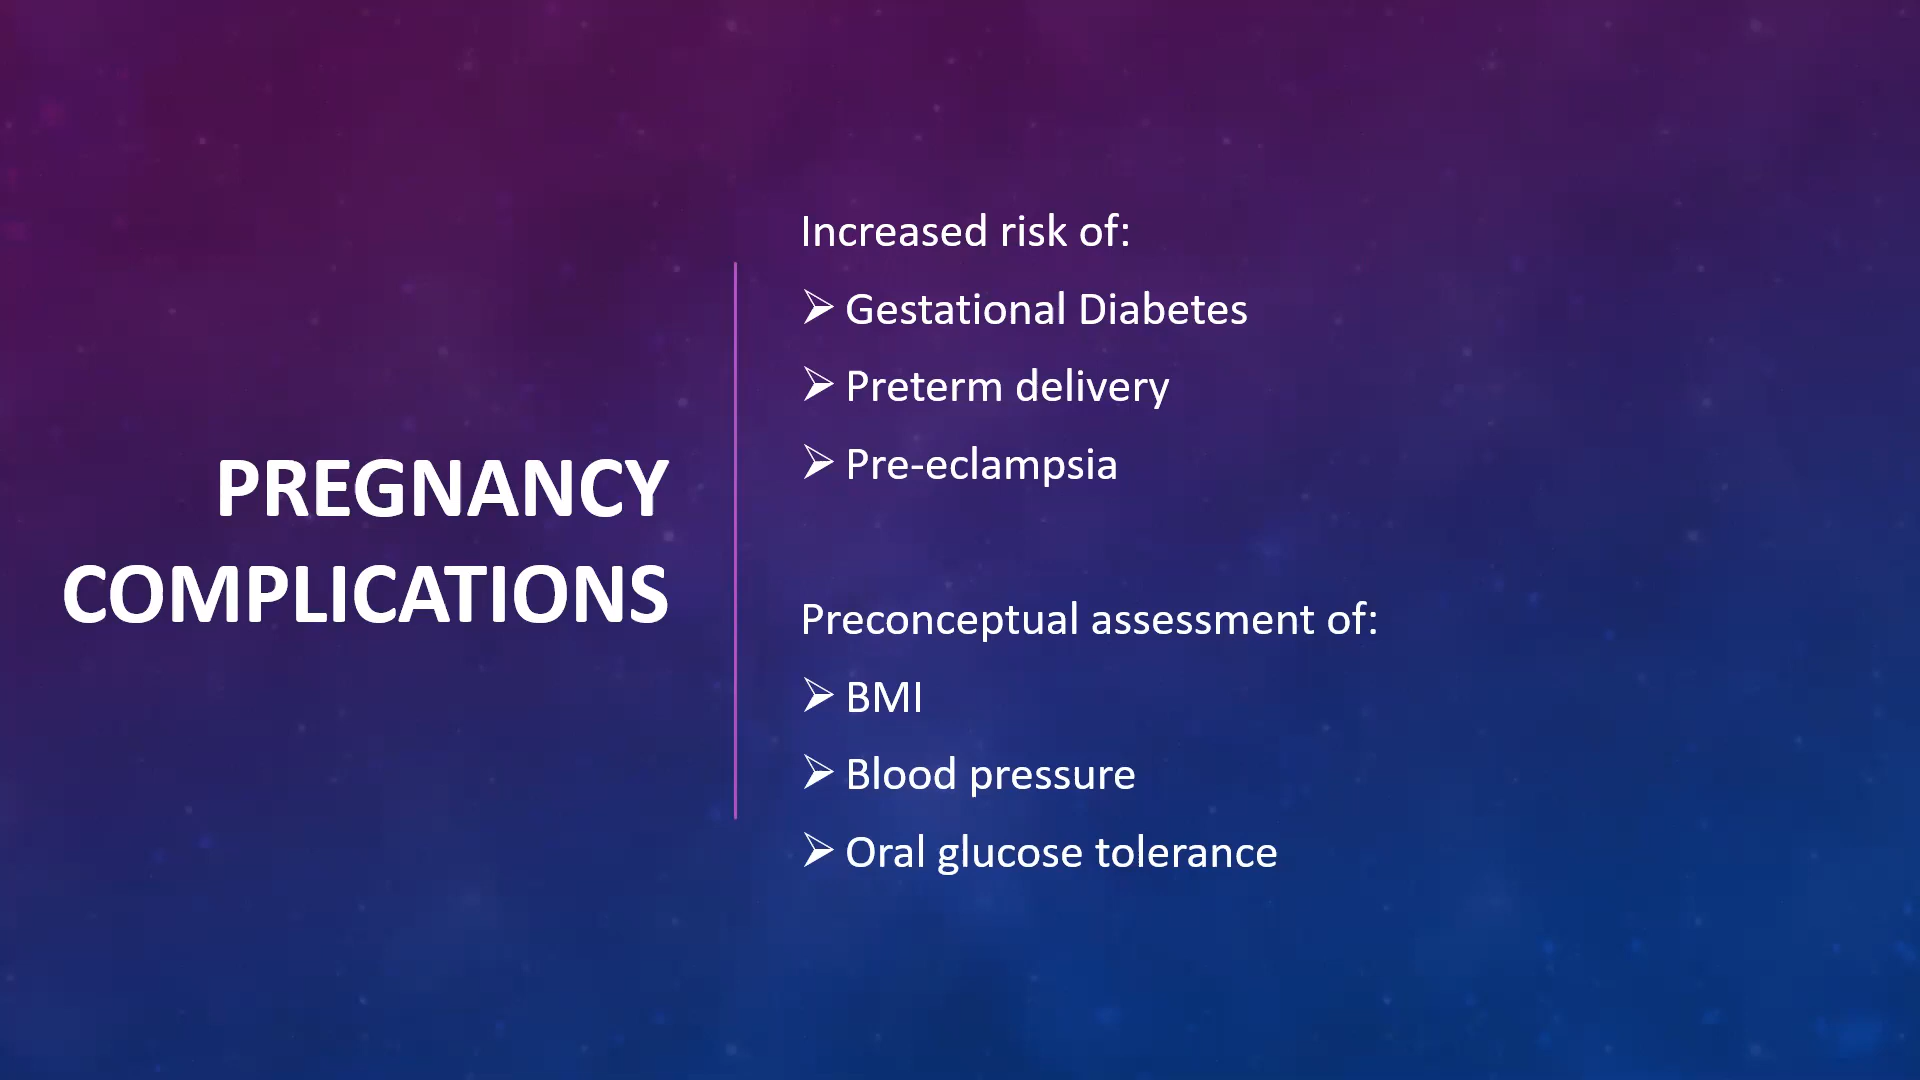 PREGNANCY
COMPLICATIONS
Increased risk of:
➢ Gestational Diabetes
➢ Preterm delivery
➢ Pre-eclampsia
Preconceptual assessment of:
➢ BMI
➢ Blood pressure
➢ Oral glucose tolerance